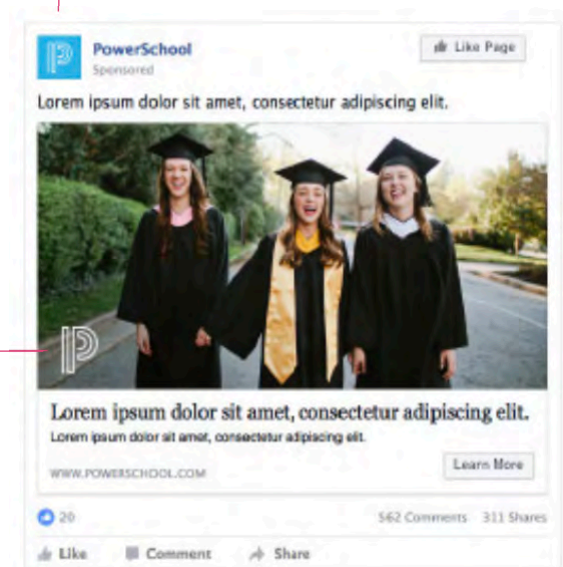 PowerSchool
Like Page
Sponsored
Lorem ipsum dolor sit amet, consectetur adipiscing elit.
P
Lorem ipsum dolor sit amet, consectetur adipiscing elit.
Lorem ipsum dolor sit amet, consectetur adipiscing elit.
WWW.POWERSCHOOL.COM
Learn More
20
562 Comments 311 Shares
Like Comment Share